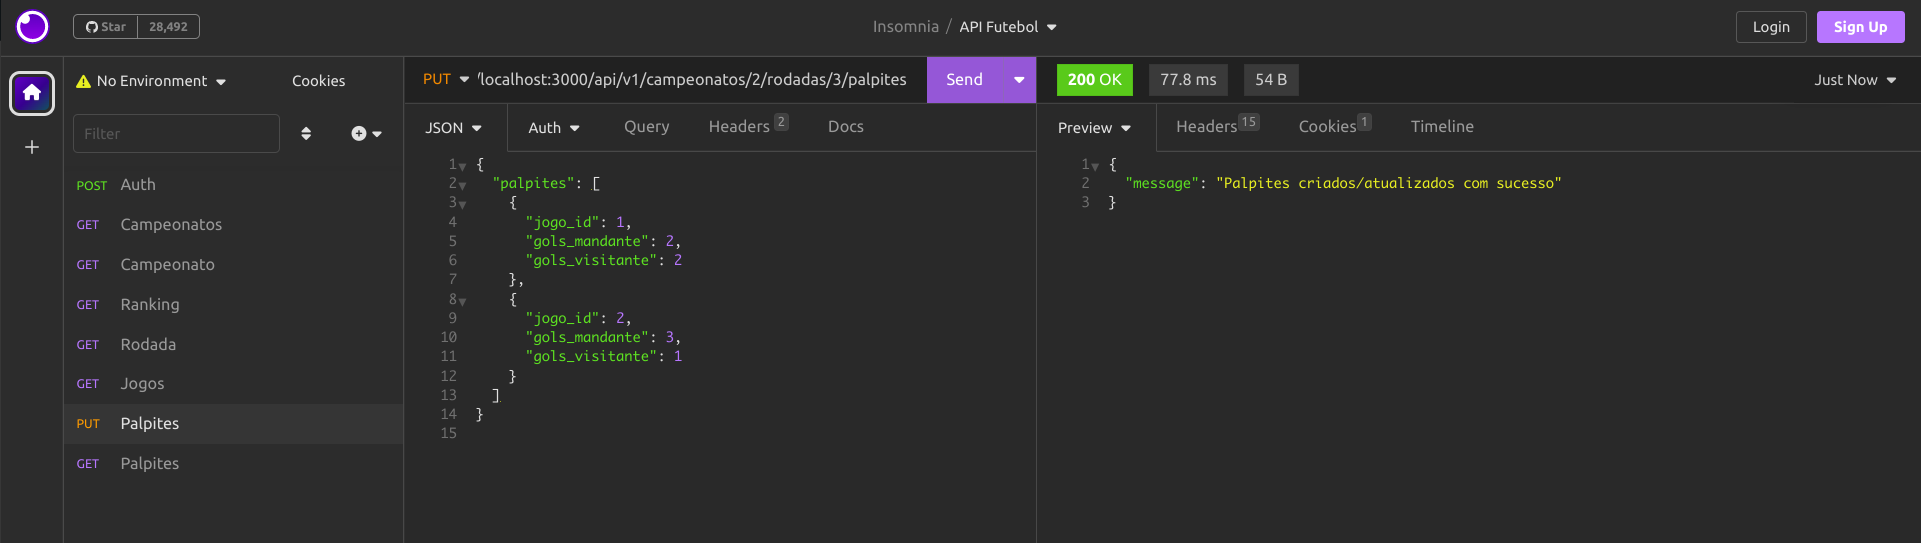 Star 28,492
Insomnia / API Futebol
Login Sign Up
No Environment Cookies
Filter
POST Auth
GET Campeonatos
GET Campeonato
GET Ranking
GET Rodada
GET Jogos
PUT Palpites
GET Palpites
PUT /localhost:3000/api/v1/campeonatos/2/rodadas/3/palpites Send
JSON Auth Query Headers 2 Docs
1 {
2 "palpites": [
3 {
4 "jogo_id": 1,
5 "gols_mandante": 2,
6 "gols_visitante": 2
7 },
8 {
9 "jogo_id": 2,
10 "gols_mandante": 3,
11 "gols_visitante": 1
12 }
13 ]
14 }
15
200 OK 77.8 ms 54 B Just Now
Preview Headers 15 Cookies 1 Timeline
1 {
2 "message": "Palpites criados/atualizados com sucesso"
3 }